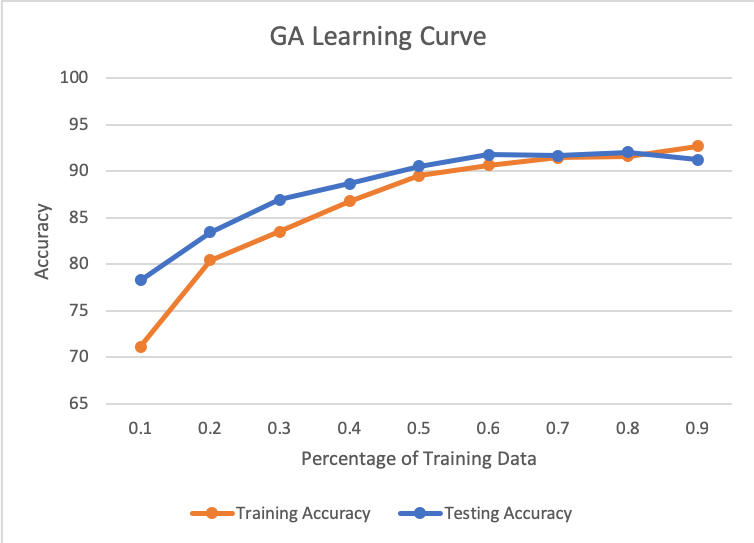 GA Learning Curve
100
95
90
85
80
75
70
65
Accuracy
0.1 0.2 0.3 0.4 0.5 0.6 0.7 0.8 0.9
Percentage of Training Data
Training Accuracy Testing Accuracy